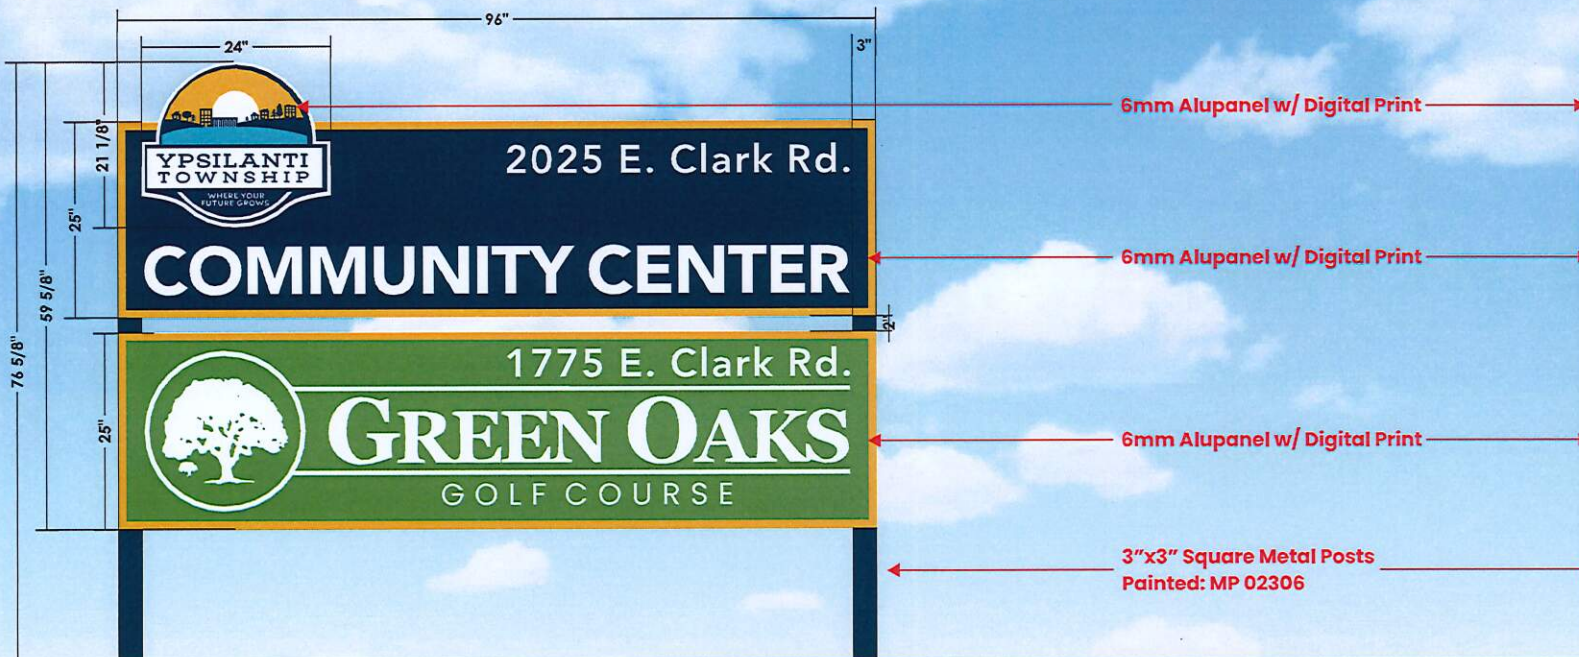 96"
24"
3"
6mm Alupanel w/ Digital Print
21 1/8"
YPSILANTI
TOWNSHIP
WHERE YOUR
FUTURE GROWS
2025 E. Clark Rd.
25"
COMMUNITY CENTER
6mm Alupanel w/ Digital Print
59 5/8"
2"
76 5/8"
1775 E. Clark Rd.
25"
GREEN OAKS
GOLF COURSE
6mm Alupanel w/ Digital Print
3"x3" Square Metal Posts
Painted: MP 02306